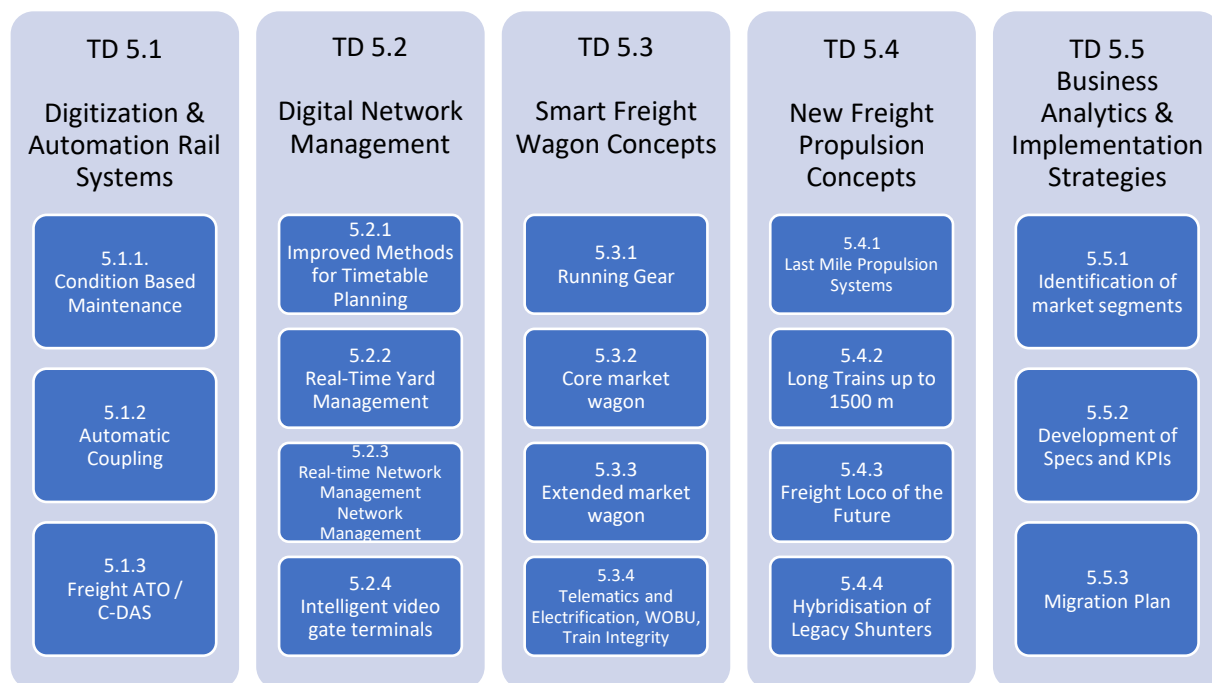 TD 5.1
Digitization &
Automation Rail
Systems
5.1.1.
Condition Based
Maintenance
5.1.2
Automatic
Coupling
5.1.3
Freight ATO /
C-DAS
TD 5.2
Digital Network
Management
5.2.1
Improved Methods
for Timetable
Planning
5.2.2
Real-Time Yard
Management
5.2.3
Real-time Network
Management
Network
Management
5.2.4
Intelligent video
gate terminals
TD 5.3
Smart Freight
Wagon Concepts
5.3.1
Running Gear
5.3.2
Core market
wagon
5.3.3
Extended market
wagon
5.3.4
Telematics and
Electrification, WOBU,
Train Integrity
TD 5.4
New Freight
Propulsion
Concepts
5.4.1
Last Mile Propulsion
Systems
5.4.2
Long Trains up to
1500 m
5.4.3
Freight Loco of the
Future
5.4.4
Hybridisation of
Legacy Shunters
TD 5.5
Business
Analytics &
Implementation
Strategies
5.5.1
Identification of
market segments
5.5.2
Development of
Specs and KPIs
5.5.3
Migration Plan